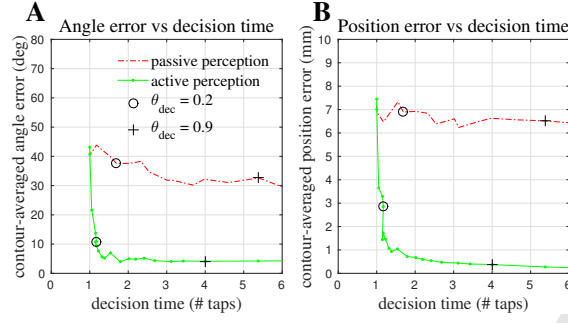 A
Angle error vs decision time
contour-averaged angle error (deg)
80
70
60
50
40
30
20
10
0
passive perception
active perception
θdec = 0.2
θdec = 0.9
0 1 2 3 4 5 6
decision time (# taps)
B
Position error vs decision time
contour-averaged position error (mm)
10
9
8
7
6
5
4
3
2
1
0
0 1 2 3 4 5 6
decision time (# taps)